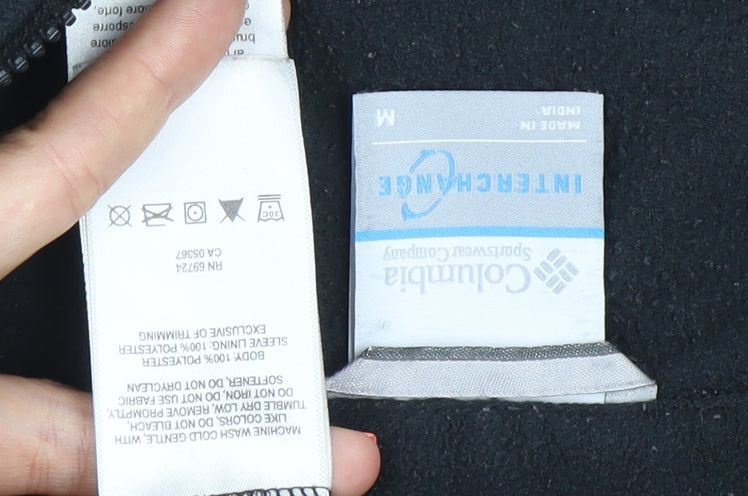 Columbia
Sportswear Company
INTERCHANGE
MADE IN
INDIA
M
MACHINE WASH COLD GENTLE, WITH
LIKE COLORS, DO NOT BLEACH,
TUMBLE DRY LOW, REMOVE PROMPTLY,
DO NOT IRON, DO NOT USE FABRIC
SOFTENER, DO NOT DRYCLEAN
BODY: 100% POLYESTER
SLEEVE LINING: 100% POLYESTER
EXCLUSIVE OF TRIMMING
RN 69724
CA 05367
30C